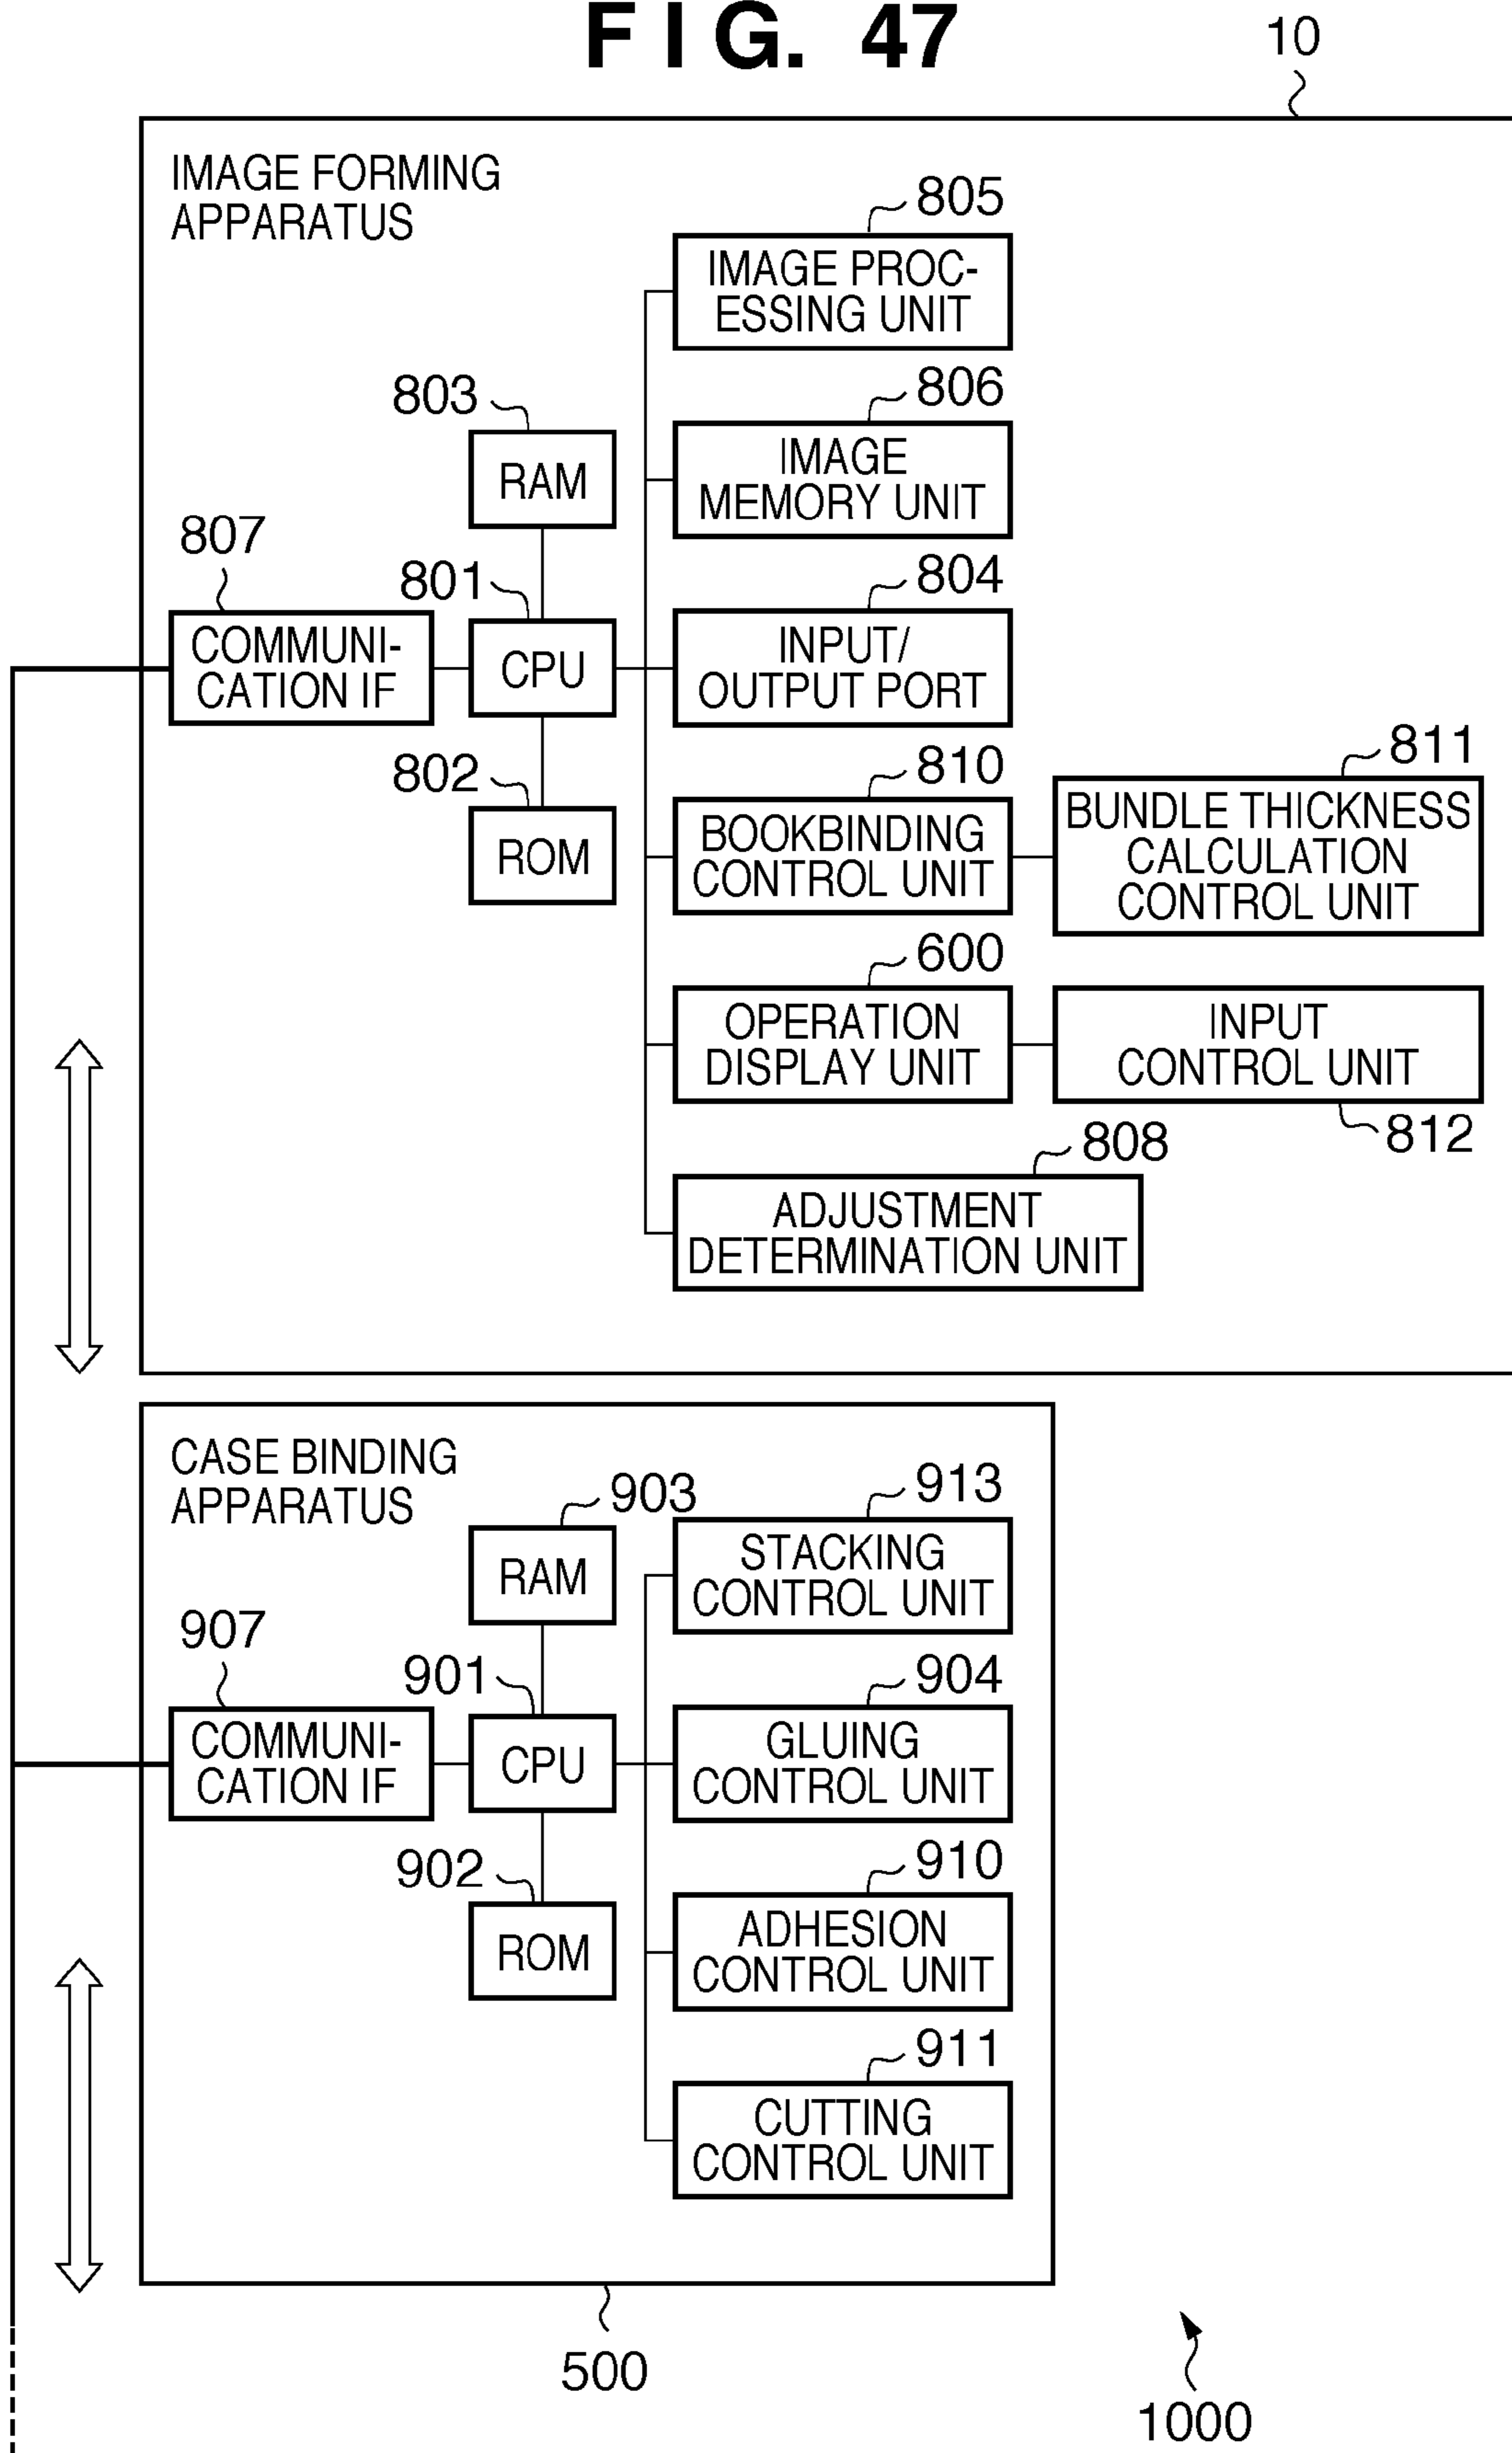 FIG. 47
10
IMAGE FORMING
APPARATUS
805
IMAGE PROC-
ESSING UNIT
806
IMAGE
MEMORY UNIT
803
RAM
807
COMMUNI-
CATION IF
801
CPU
804
INPUT/
OUTPUT PORT
802
ROM
810
BOOKBINDING
CONTROL UNIT
811
BUNDLE THICKNESS
CALCULATION
CONTROL UNIT
600
OPERATION
DISPLAY UNIT
INPUT
CONTROL UNIT
812
808
ADJUSTMENT
DETERMINATION UNIT
CASE BINDING
APPARATUS
903
RAM
913
STACKING
CONTROL UNIT
907
COMMUNI-
CATION IF
901
CPU
904
GLUING
CONTROL UNIT
902
ROM
910
ADHESION
CONTROL UNIT
911
CUTTING
CONTROL UNIT
500
1000